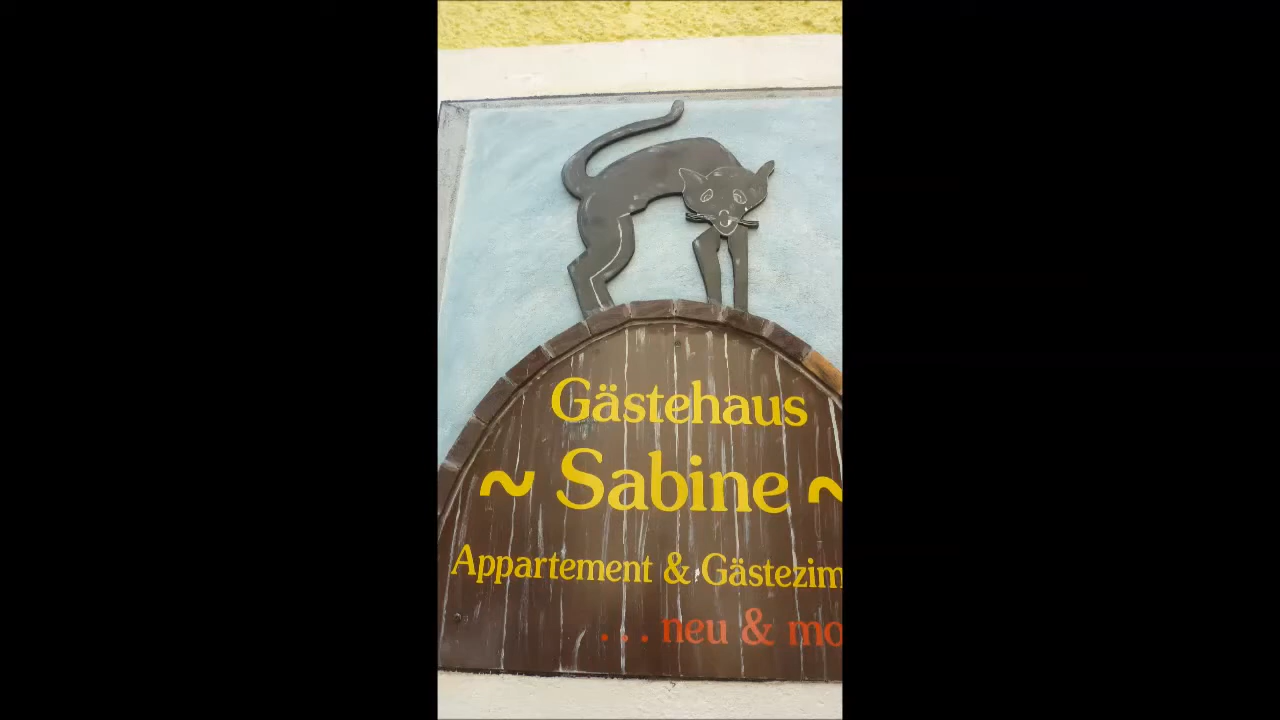 Gästehaus
~ Sabine ~
Appartement & Gästezim
... neu & mo